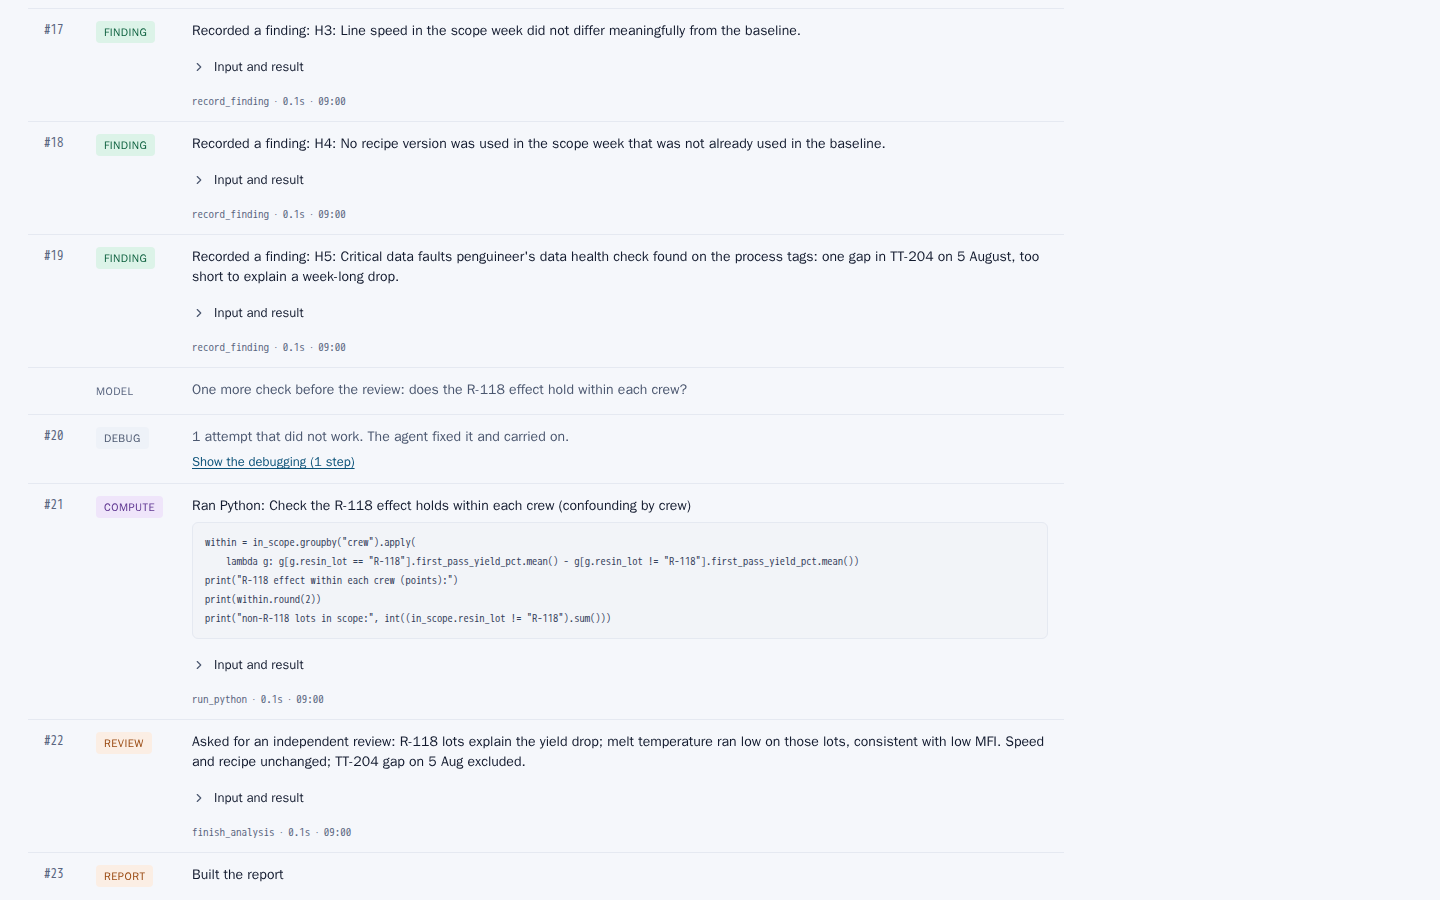 #17
FINDING
Recorded a finding: H3: Line speed in the scope week did not differ meaningfully from the baseline.
Input and result
record_finding · 0.1s · 09:00
#18
FINDING
Recorded a finding: H4: No recipe version was used in the scope week that was not already used in the baseline.
Input and result
record_finding · 0.1s · 09:00
#19
FINDING
Recorded a finding: H5: Critical data faults penguineer's data health check found on the process tags: one gap in TT-204 on 5 August, too
short to explain a week-long drop.
Input and result
record_finding · 0.1s · 09:00
MODEL
One more check before the review: does the R-118 effect hold within each crew?
#20
DEBUG
1 attempt that did not work. The agent fixed it and carried on.
Show the debugging (1 step)
#21
COMPUTE
Ran Python: Check the R-118 effect holds within each crew (confounding by crew)
within = in_scope.groupby("crew").apply(
    lambda g: g[g.resin_lot == "R-118"].first_pass_yield_pct.mean() - g[g.resin_lot != "R-118"].first_pass_yield_pct.mean())
print("R-118 effect within each crew (points):")
print(within.round(2))
print("non-R-118 lots in scope:", int((in_scope.resin_lot != "R-118").sum()))
Input and result
run_python · 0.1s · 09:00
#22
REVIEW
Asked for an independent review: R-118 lots explain the yield drop; melt temperature ran low on those lots, consistent with low MFI. Speed
and recipe unchanged; TT-204 gap on 5 Aug excluded.
Input and result
finish_analysis · 0.1s · 09:00
#23
REPORT
Built the report